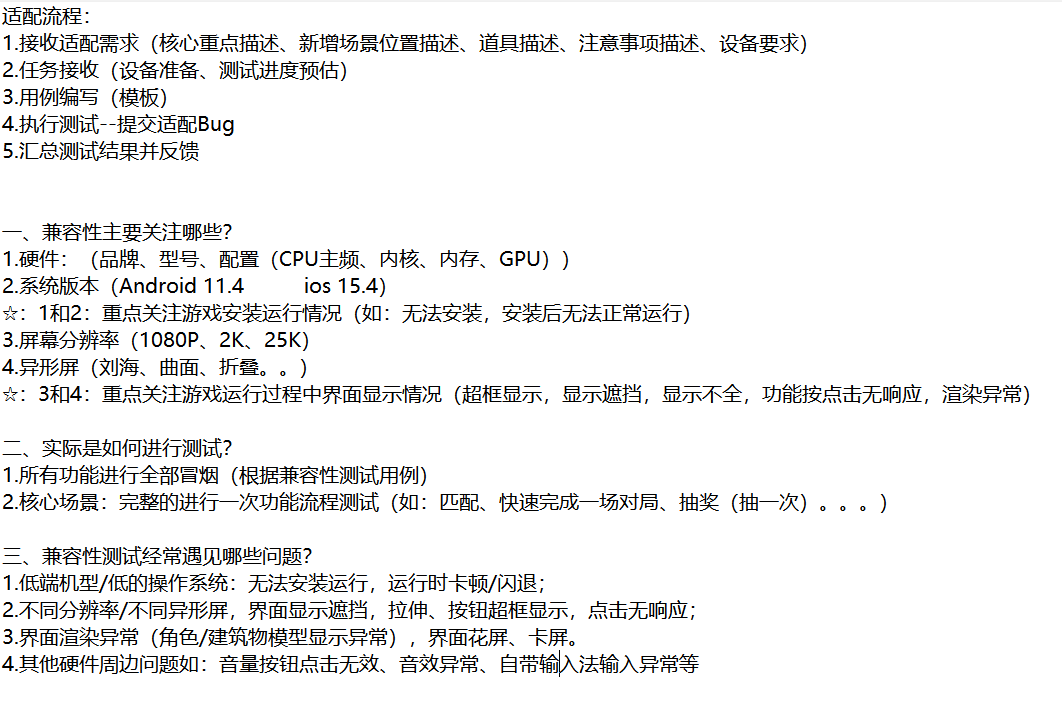 适配流程：
1.接收适配需求（核心重点描述、新增场景位置描述、道具描述、注意事项描述、设备要求）
2.任务接收（设备准备、测试进度预估）
3.用例编写（模板）
4.执行测试--提交适配Bug
5.汇总测试结果并反馈
一、兼容性主要关注哪些？
1.硬件：（品牌、型号、配置（CPU主频、内核、内存、GPU））
2.系统版本（Android 11.4 ios 15.4）
☆：1和2：重点关注游戏安装运行情况（如：无法安装，安装后无法正常运行）
3.屏幕分辨率（1080P、2K、25K）
4.异形屏（刘海、曲面、折叠。。）
☆：3和4：重点关注游戏运行过程中界面显示情况（超框显示，显示遮挡，显示不全，功能按点击无响应，渲染异常）
二、实际是如何进行测试？
1.所有功能进行全部冒烟（根据兼容性测试用例）
2.核心场景：完整的进行一次功能流程测试（如：匹配、快速完成一场对局、抽奖（抽一次）。。。）
三、兼容性测试经常遇见哪些问题？
1.低端机型/低的操作系统：无法安装运行，运行时卡顿/闪退；
2.不同分辨率/不同异形屏，界面显示遮挡，拉伸、按钮超框显示，点击无响应；
3.界面渲染异常（角色/建筑物模型显示异常），界面花屏、卡屏。
4.其他硬件周边问题如：音量按钮点击无效、音效异常、自带输入法输入异常等